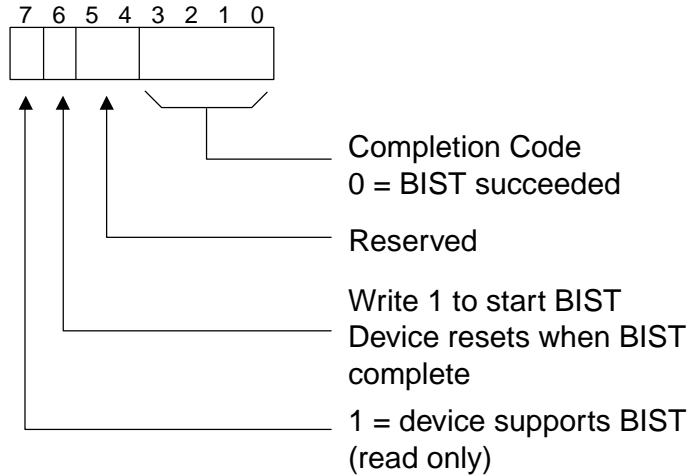 7 6 5 4 3 2 1 0
Completion Code
0 = BIST succeeded
Reserved
Write 1 to start BIST
Device resets when BIST
complete
1 = device supports BIST
(read only)